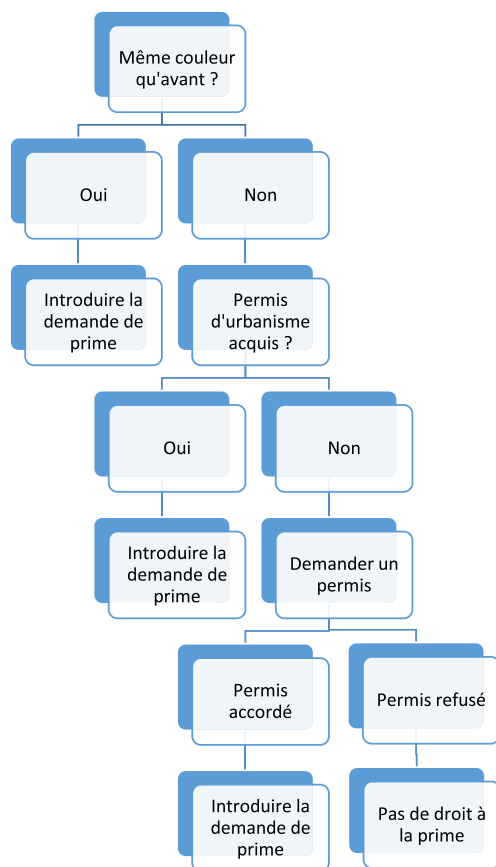 Même couleur
qu'avant ?
Oui
Non
Introduire la
demande de
prime
Permis
d'urbanisme
acquis ?
Oui
Non
Introduire la
demande de
prime
Demander un
permis
Permis
accordé
Permis refusé
Introduire la
demande de
prime
Pas de droit à
la prime